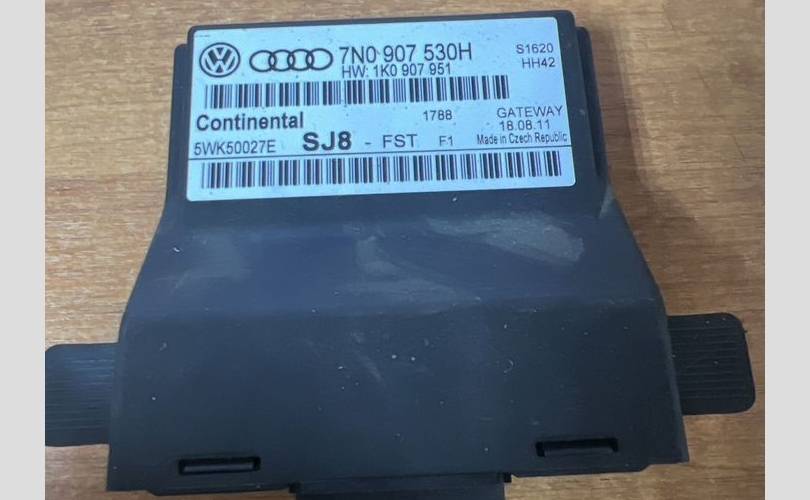 7N0 907 530H S1620
HW: 1K0 907 951 HH42
Continental 1788 GATEWAY
18.08.11
5WK50027E SJ8 - FST F1 Made in Czech Republic